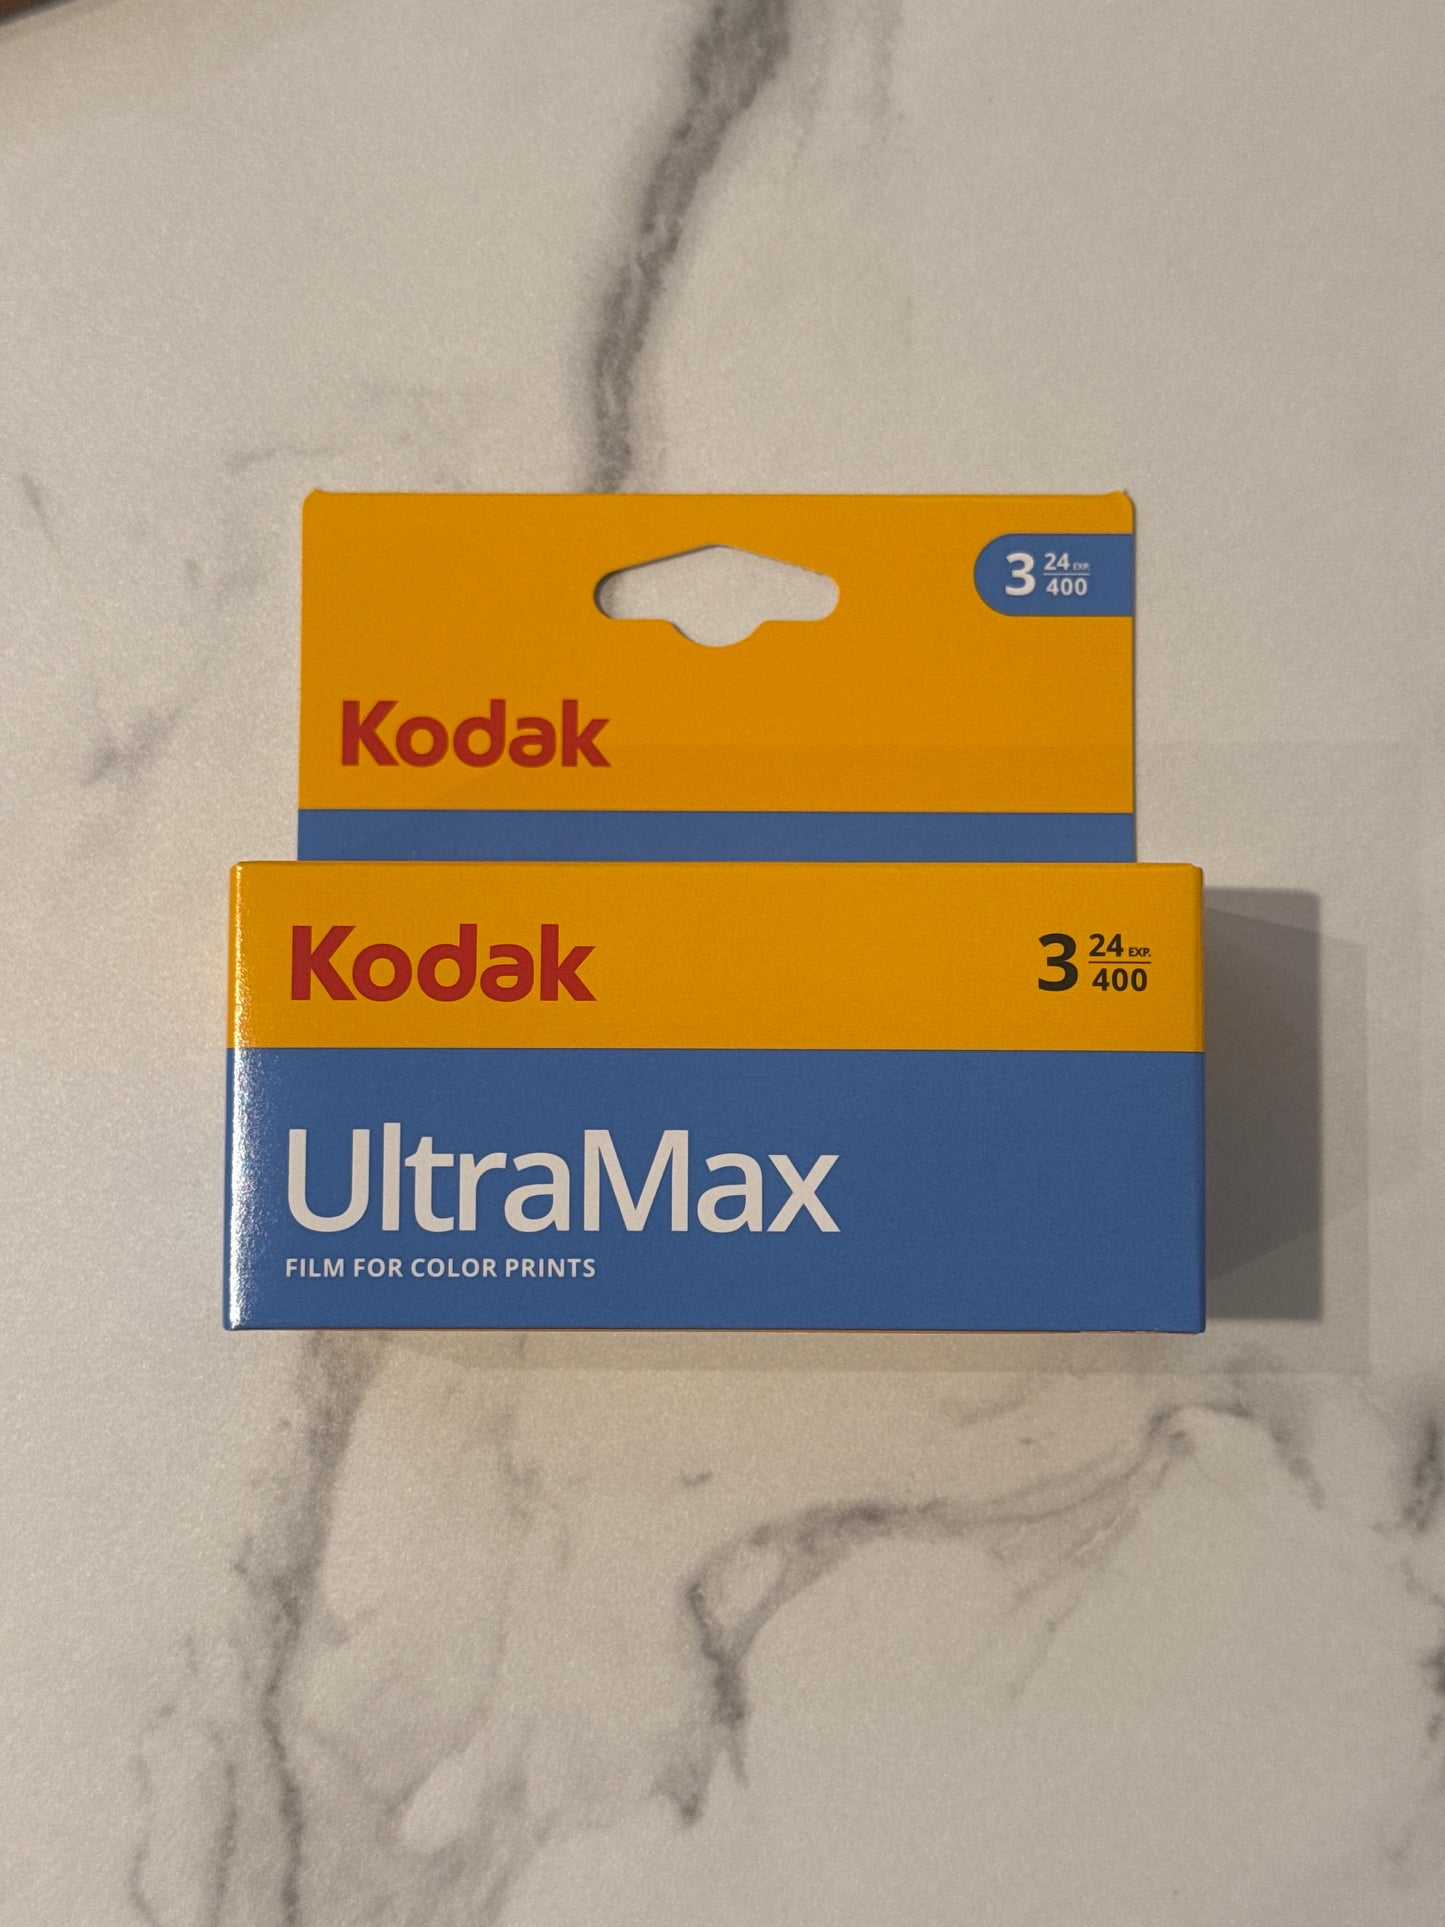 3 24 EXP.
400
Kodak
Kodak
3 24 EXP.
400
UltraMax
FILM FOR COLOR PRINTS